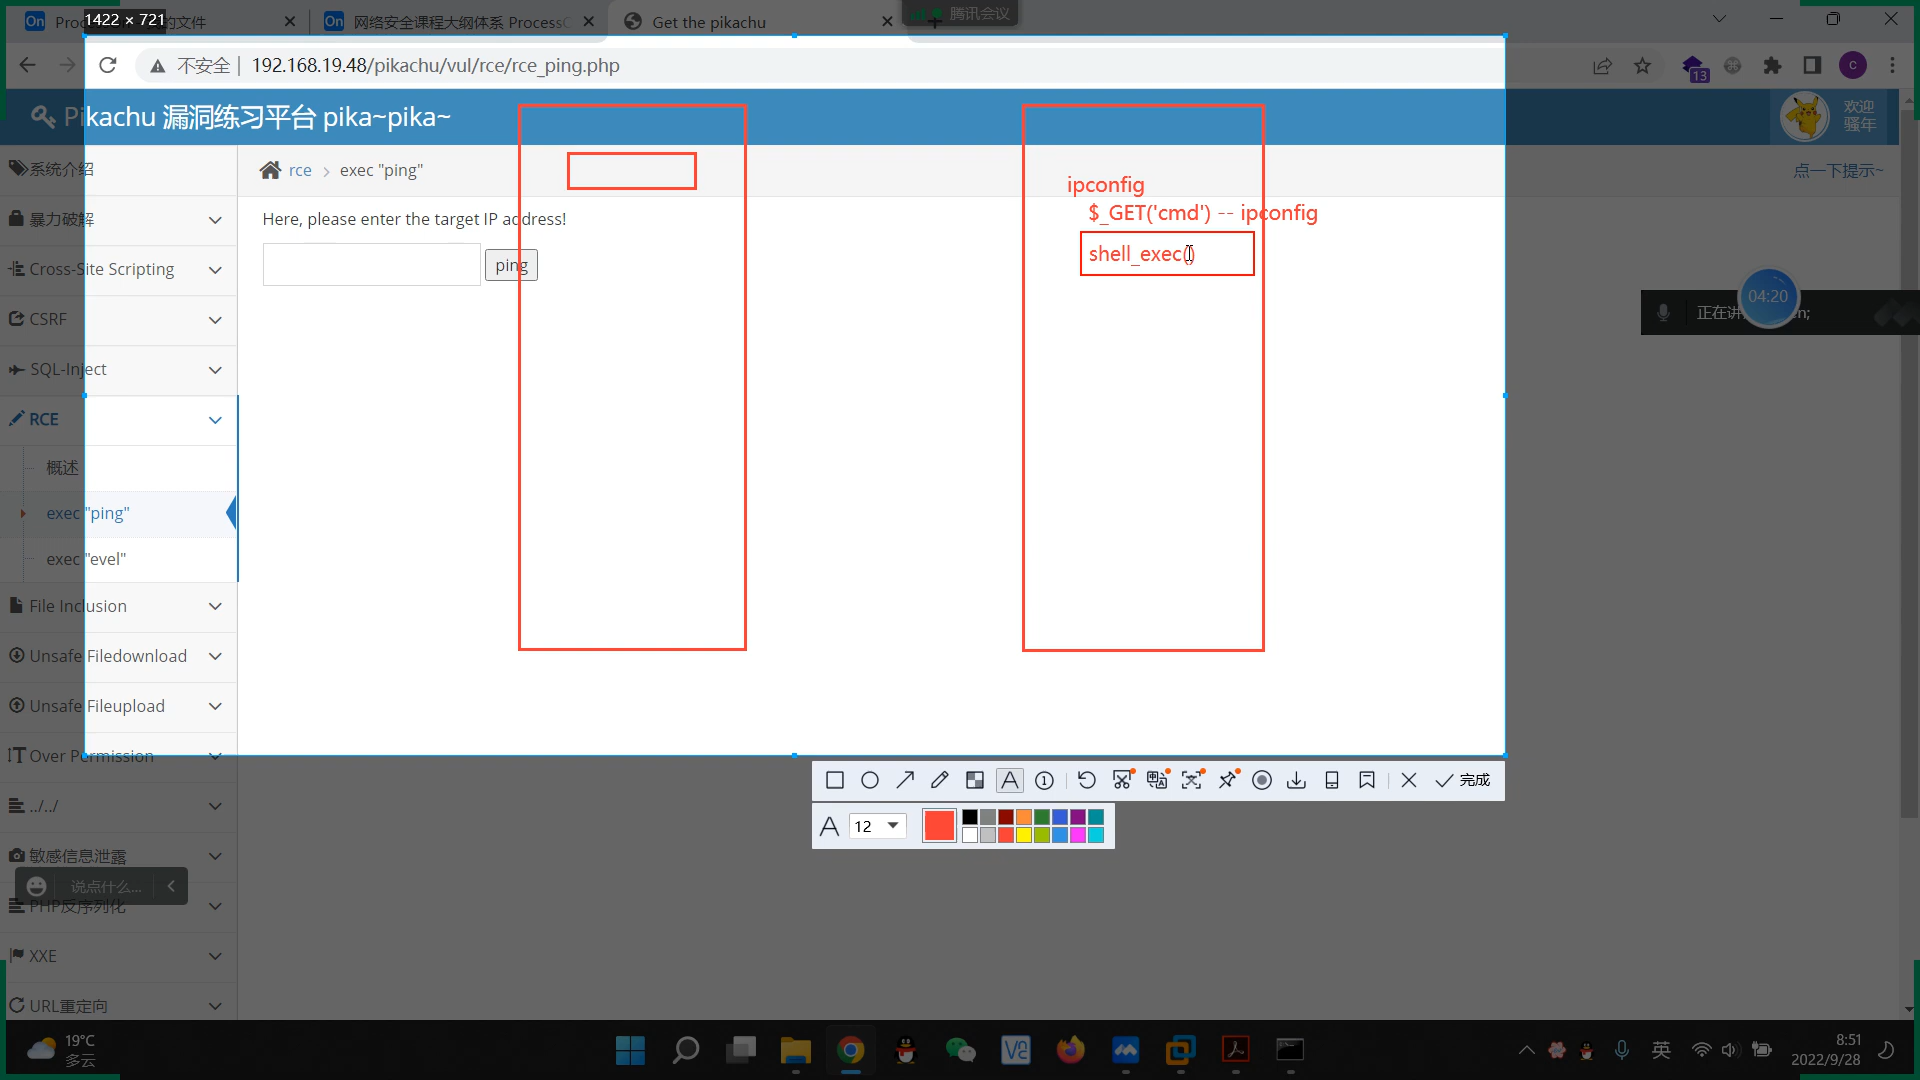 1422 × 721
的文件
网络安全课程大纲体系 Process
Get the pikachu
腾讯会议
不安全
192.168.19.48/pikachu/vul/rce/rce_ping.php
13
C
Pikachu 漏洞练习平台 pika~pika~
欢迎
骚年
系统介绍
rce
exec "ping"
点一下提示~
暴力破解
Here, please enter the target IP address!
ipconfig
$_GET('cmd') -- ipconfig
shell_exec()
ping
Cross-Site Scripting
04:20
正在讲
CSRF
SQL-Inject
RCE
概述
exec "ping"
exec "evel"
File Inclusion
Unsafe Filedownload
Unsafe Fileupload
Over Permission
完成
../../
12
敏感信息泄露
说点什么...
PHP反序列化
XXE
URL重定向
19°C
多云
英
8:51
2022/9/28